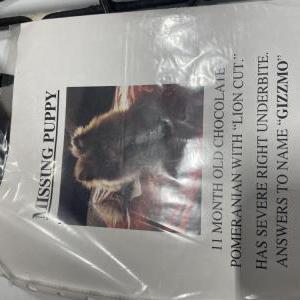 MISSING PUPPY
11 MONTH OLD CHOCOLATE
POMERANIAN WITH "LION CUT."
HAS SEVERE RIGHT UNDERBITE.
ANSWERS TO NAME "GIZZMO"